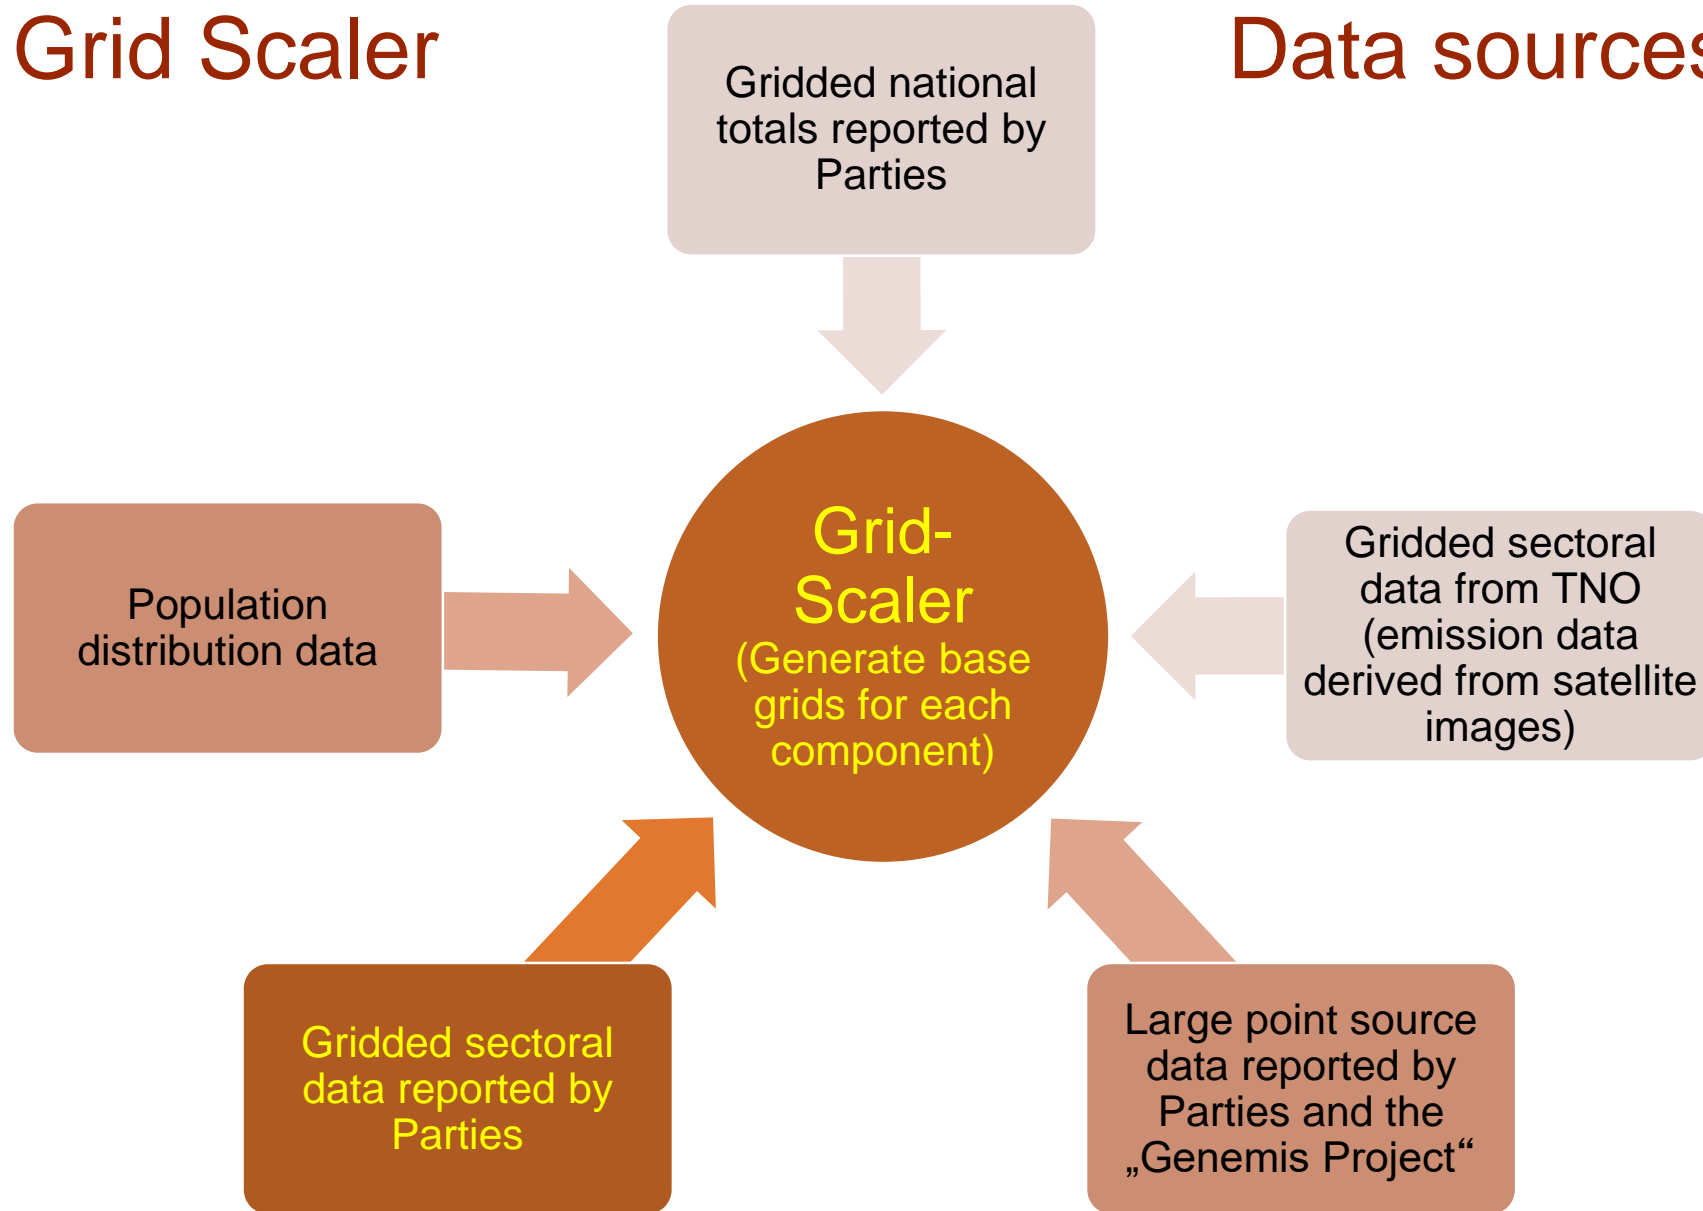 Grid Scaler
Data sources
Gridded national
totals reported by
Parties
Population
distribution data
Grid-
Scaler
(Generate base
grids for each
component)
Gridded sectoral
data from TNO
(emission data
derived from satellite
images)
Gridded sectoral
data reported by
Parties
Large point source
data reported by
Parties and the
„Genemis Project“